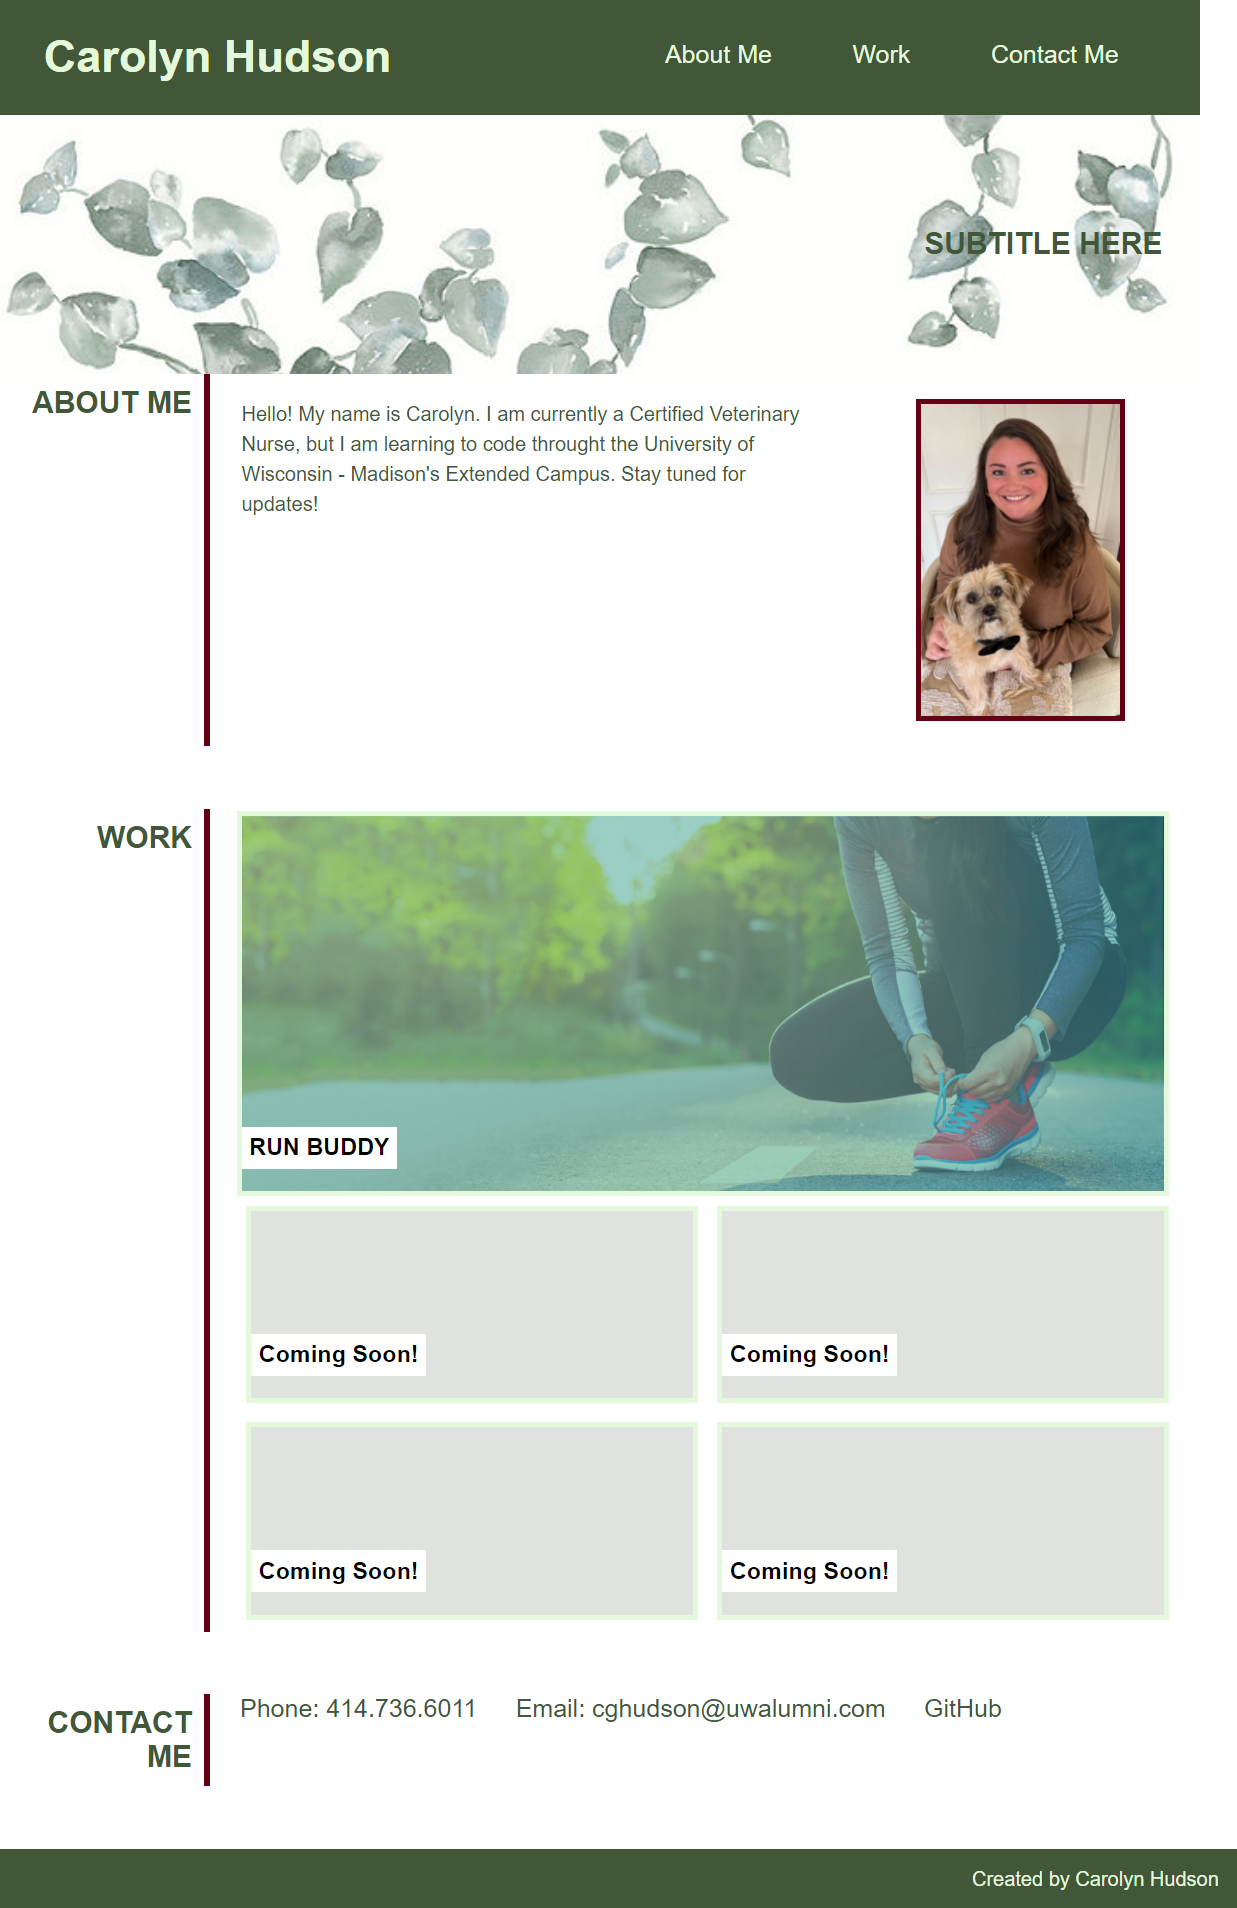 Carolyn Hudson
About Me Work Contact Me
SUBTITLE HERE
ABOUT ME
Hello! My name is Carolyn. I am currently a Certified Veterinary
Nurse, but I am learning to code throught the University of
Wisconsin - Madison's Extended Campus. Stay tuned for
updates!
WORK
RUN BUDDY
Coming Soon!
Coming Soon!
Coming Soon!
Coming Soon!
CONTACT
ME
Phone: 414.736.6011 Email: cghudson@uwalumni.com GitHub
Created by Carolyn Hudson